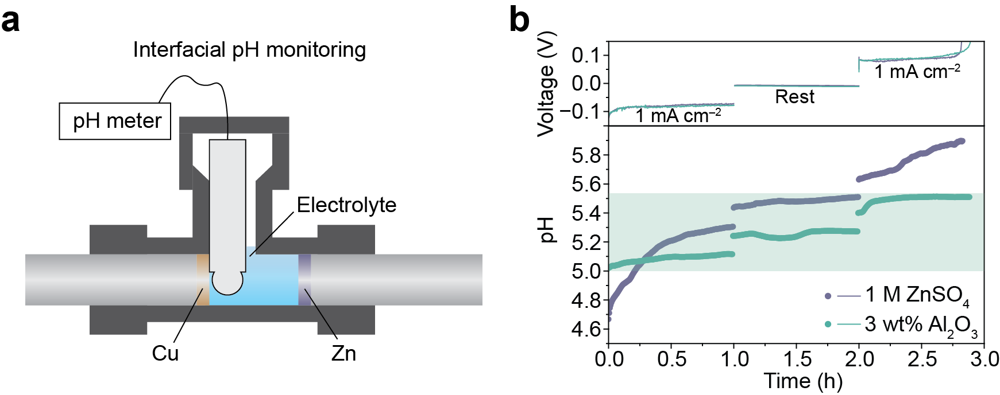 a
Interfacial pH monitoring
pH meter
Electrolyte
Cu
Zn
b
Voltage (V)
0.1
0.0
−0.1
1 mA cm⁻²
Rest
1 mA cm⁻²
pH
5.8
5.6
5.4
5.2
5.0
4.8
4.6
1 M ZnSO₄
3 wt% Al₂O₃
0.0 0.5 1.0 1.5 2.0 2.5 3.0
Time (h)